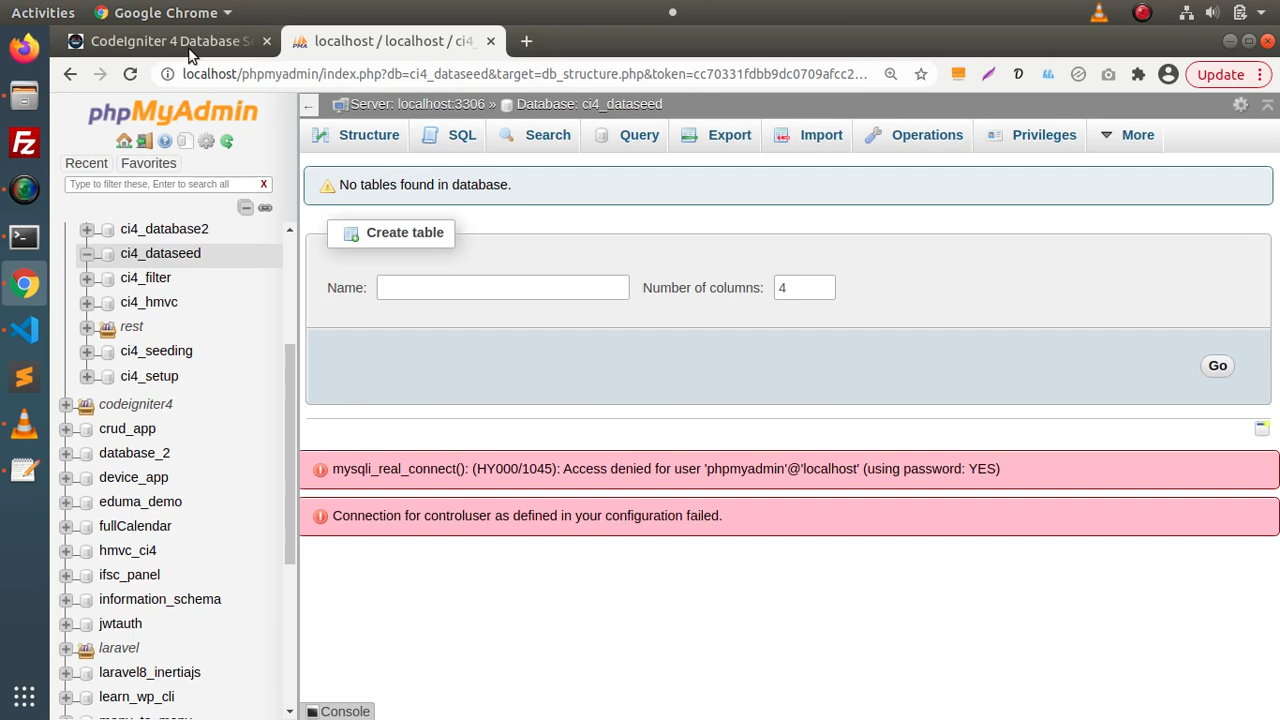 Activities
Google Chrome
CodeIgniter 4 Database Se
localhost / localhost / ci4_
localhost/phpmyadmin/index.php?db=ci4_dataseed&target=db_structure.php&token=cc70331fdbb9dc0709afcc2...
Update
phpMyAdmin
Recent
Favorites
Type to filter these, Enter to search all
X
ci4_database2
ci4_dataseed
ci4_filter
ci4_hmvc
rest
ci4_seeding
ci4_setup
codeigniter4
crud_app
database_2
device_app
eduma_demo
fullCalendar
hmvc_ci4
ifsc_panel
information_schema
jwtauth
laravel
laravel8_inertiajs
learn_wp_cli
Server: localhost:3306 » Database: ci4_dataseed
Structure
SQL
Search
Query
Export
Import
Operations
Privileges
More
No tables found in database.
Create table
Name:
Number of columns:
4
Go
mysqli_real_connect(): (HY000/1045): Access denied for user 'phpmyadmin'@'localhost' (using password: YES)
Connection for controluser as defined in your configuration failed.
Console